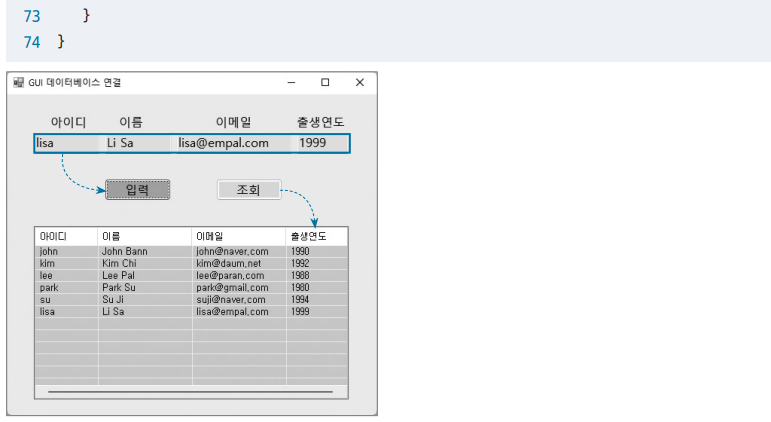 73 }
74 }
GUI 데이터베이스 연결
아이디 이름 이메일 출생연도
lisa Li Sa lisa@empal.com 1999
입력 조회
아이디 이름 이메일 출생연도
john John Bann john@naver.com 1990
kim Kim Chi kim@daum.net 1992
lee Lee Pal lee@paran.com 1988
park Park Su park@gmail.com 1980
su Su Ji suji@naver.com 1994
lisa Li Sa lisa@empal.com 1999